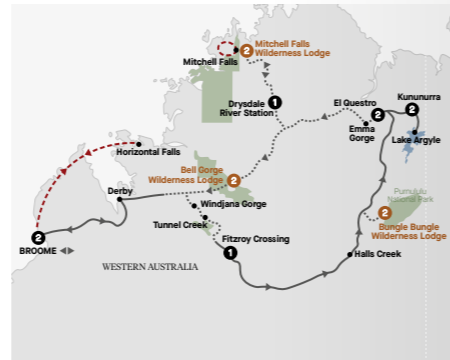 2
Mitchell Falls
Wilderness Lodge
Mitchell Falls
Drysdale
River Station
1
El Questro
2
Kununurra
2
Emma
Gorge
Lake Argyle
Horizontal Falls
Bell Gorge
Wilderness Lodge
2
Purnululu
National Park
Derby
Windjana Gorge
Tunnel Creek
2
Bungle Bungle
Wilderness Lodge
2
BROOME
Fitzroy Crossing
1
Halls Creek
WESTERN AUSTRALIA